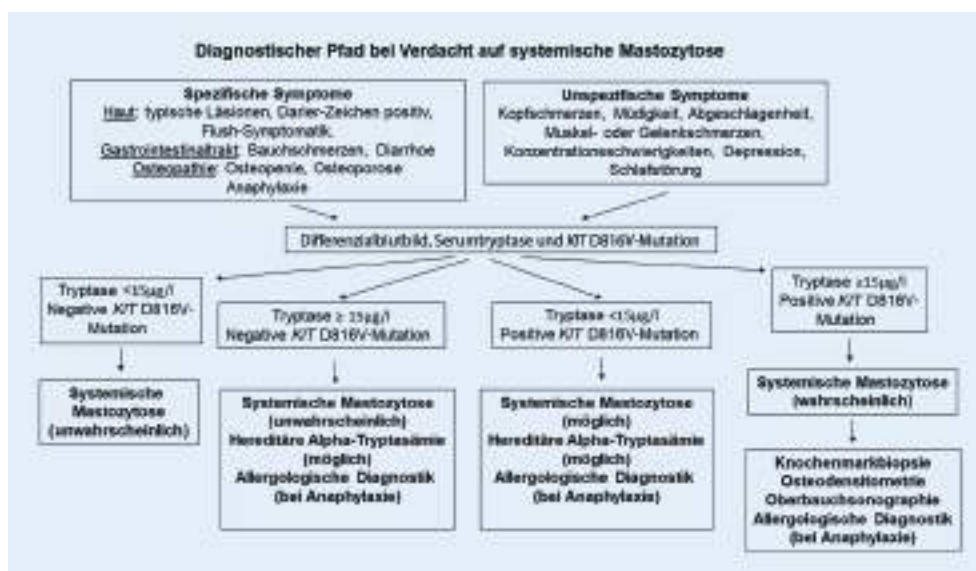 Diagnostischer Pfad bei Verdacht auf systemische Mastozytose
Spezifische Symptome
Haut: typische Läsionen, Darier-Zeichen positiv,
Flush-Symptomatik,
Gastrointestinaltrakt: Bauchschmerzen, Diarrhoe
Osteopathie: Osteopenie, Osteoporose
Anaphylaxie
Unspezifische Symptome
Kopfschmerzen, Müdigkeit, Abgeschlagenheit,
Muskel- oder Gelenkschmerzen,
Konzentrationsschwierigkeiten, Depression,
Schlafstörung
Differenzialblutbild, Serumtryptase und KIT D816V-Mutation
Tryptase <15µg/l
Negative KIT D816V-
Mutation
Tryptase ≥ 15µg/l
Negative KIT D816V-Mutation
Tryptase <15µg/l
Positive KIT D816V-Mutation
Tryptase ≥15µg/l
Positive KIT D816V-
Mutation
Systemische
Mastozytose
(unwahrscheinlich)
Systemische Mastozytose
(unwahrscheinlich)
Hereditäre Alpha-Tryptasämie
(möglich)
Allergologische Diagnostik
(bei Anaphylaxie)
Systemische Mastozytose
(möglich)
Hereditäre Alpha-Tryptasämie
(möglich)
Allergologische Diagnostik
(bei Anaphylaxie)
Systemische Mastozytose
(wahrscheinlich)
Knochenmarkbiopsie
Osteodensitometrie
Oberbauchsonographie
Allergologische Diagnostik
(bei Anaphylaxie)